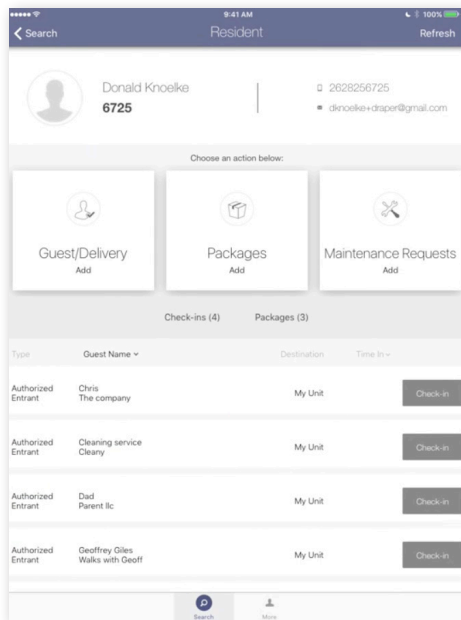 9:41 AM
100%
Search
Resident
Refresh
Donald Knoelke
6725
2628256725
dknoelke+draper@gmail.com
Choose an action below:
Guest/Delivery
Add
Packages
Add
Maintenance Requests
Add
Check-ins (4)
Packages (3)
Type
Guest Name
Destination
Time In
Authorized
Entrant
Chris
The company
My Unit
Check-in
Authorized
Entrant
Cleaning service
Cleany
My Unit
Check-in
Authorized
Entrant
Dad
Parent llc
My Unit
Check-in
Authorized
Entrant
Geoffrey Giles
Walks with Geoff
My Unit
Check-in
Search
More